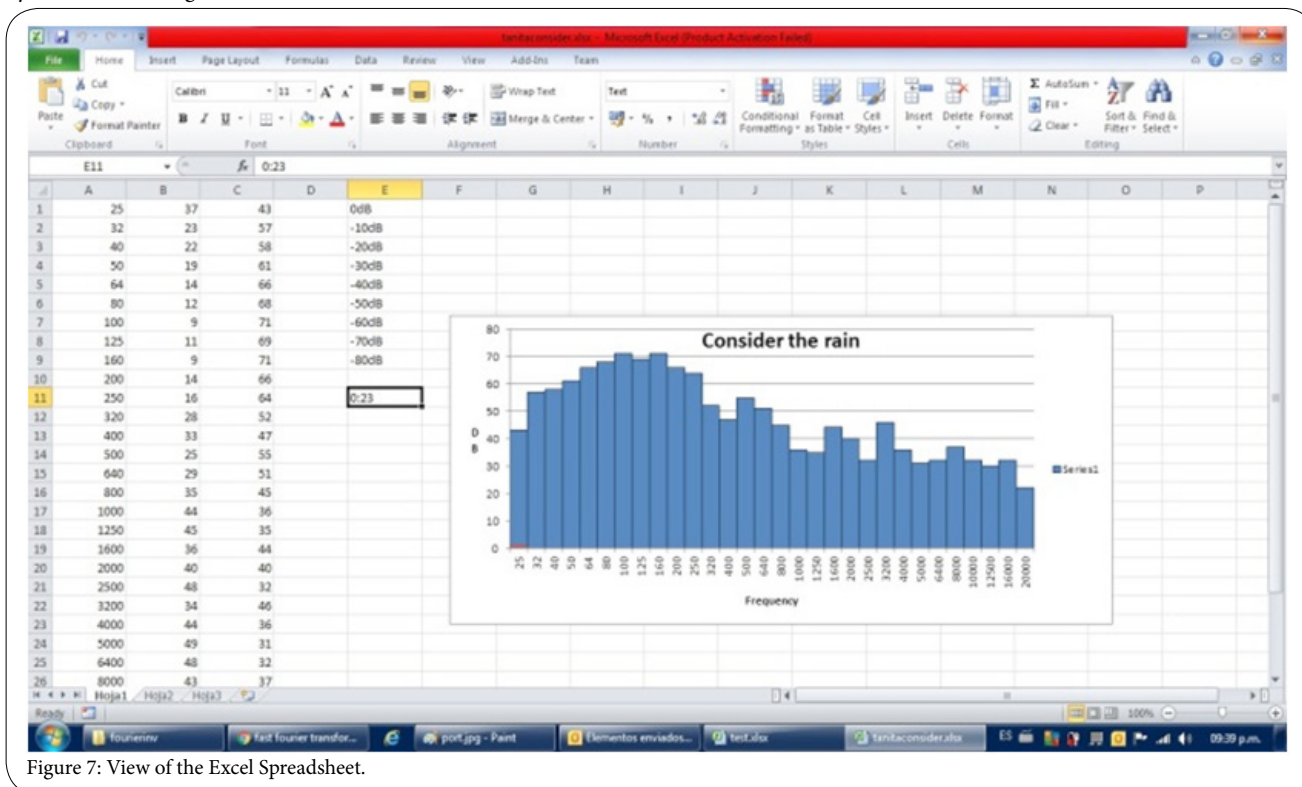 tanitaconsider.xlsx - Microsoft Excel (Product Activation Failed)
File Home Insert Page Layout Formulas Data Review View Add-Ins Team
Cut
Copy
Format Painter
Paste
Clipboard
Calibri 11
B I U
Font
Wrap Text
Merge & Center
Alignment
Text
Number
Conditional Formatting
Format as Table
Cell Styles
Styles
Insert Delete Format
Cells
AutoSum
Fill
Clear
Sort & Filter
Find & Select
Editing
E11 fx 0:23
A B C D E F G H I J K L M N O P
1 25 37 43 0dB
2 32 23 57 -10dB
3 40 22 58 -20dB
4 50 19 61 -30dB
5 64 14 66 -40dB
6 80 12 68 -50dB
7 100 9 71 -60dB
8 125 11 69 -70dB
9 160 9 71 -80dB
10 200 14 66
11 250 16 64 0:23
12 320 28 52
13 400 33 47
14 500 25 55
15 640 29 51
16 800 35 45
17 1000 44 36
18 1250 45 35
19 1600 36 44
20 2000 40 40
21 2500 48 32
22 3200 34 46
23 4000 44 36
24 5000 49 31
25 6400 48 32
26 8000 43 37
Consider the rain
80
70
60
50
40
30
20
10
0
DB
Series1
25 32 40 50 64 80 100 125 160 200 250 320 400 500 640 800 1000 1250 1600 2000 2500 3200 4000 5000 6400 8000 10000 12500 16000 20000
Frequency
Hoja1 Hoja2 Hoja3
Ready 100%
fourierinv
fast fourier transfor...
port.jpg - Paint
Elementos enviados...
test.xlsx
tanitaconsider.xlsx
ES
09:39 p.m.
Figure 7: View of the Excel Spreadsheet.